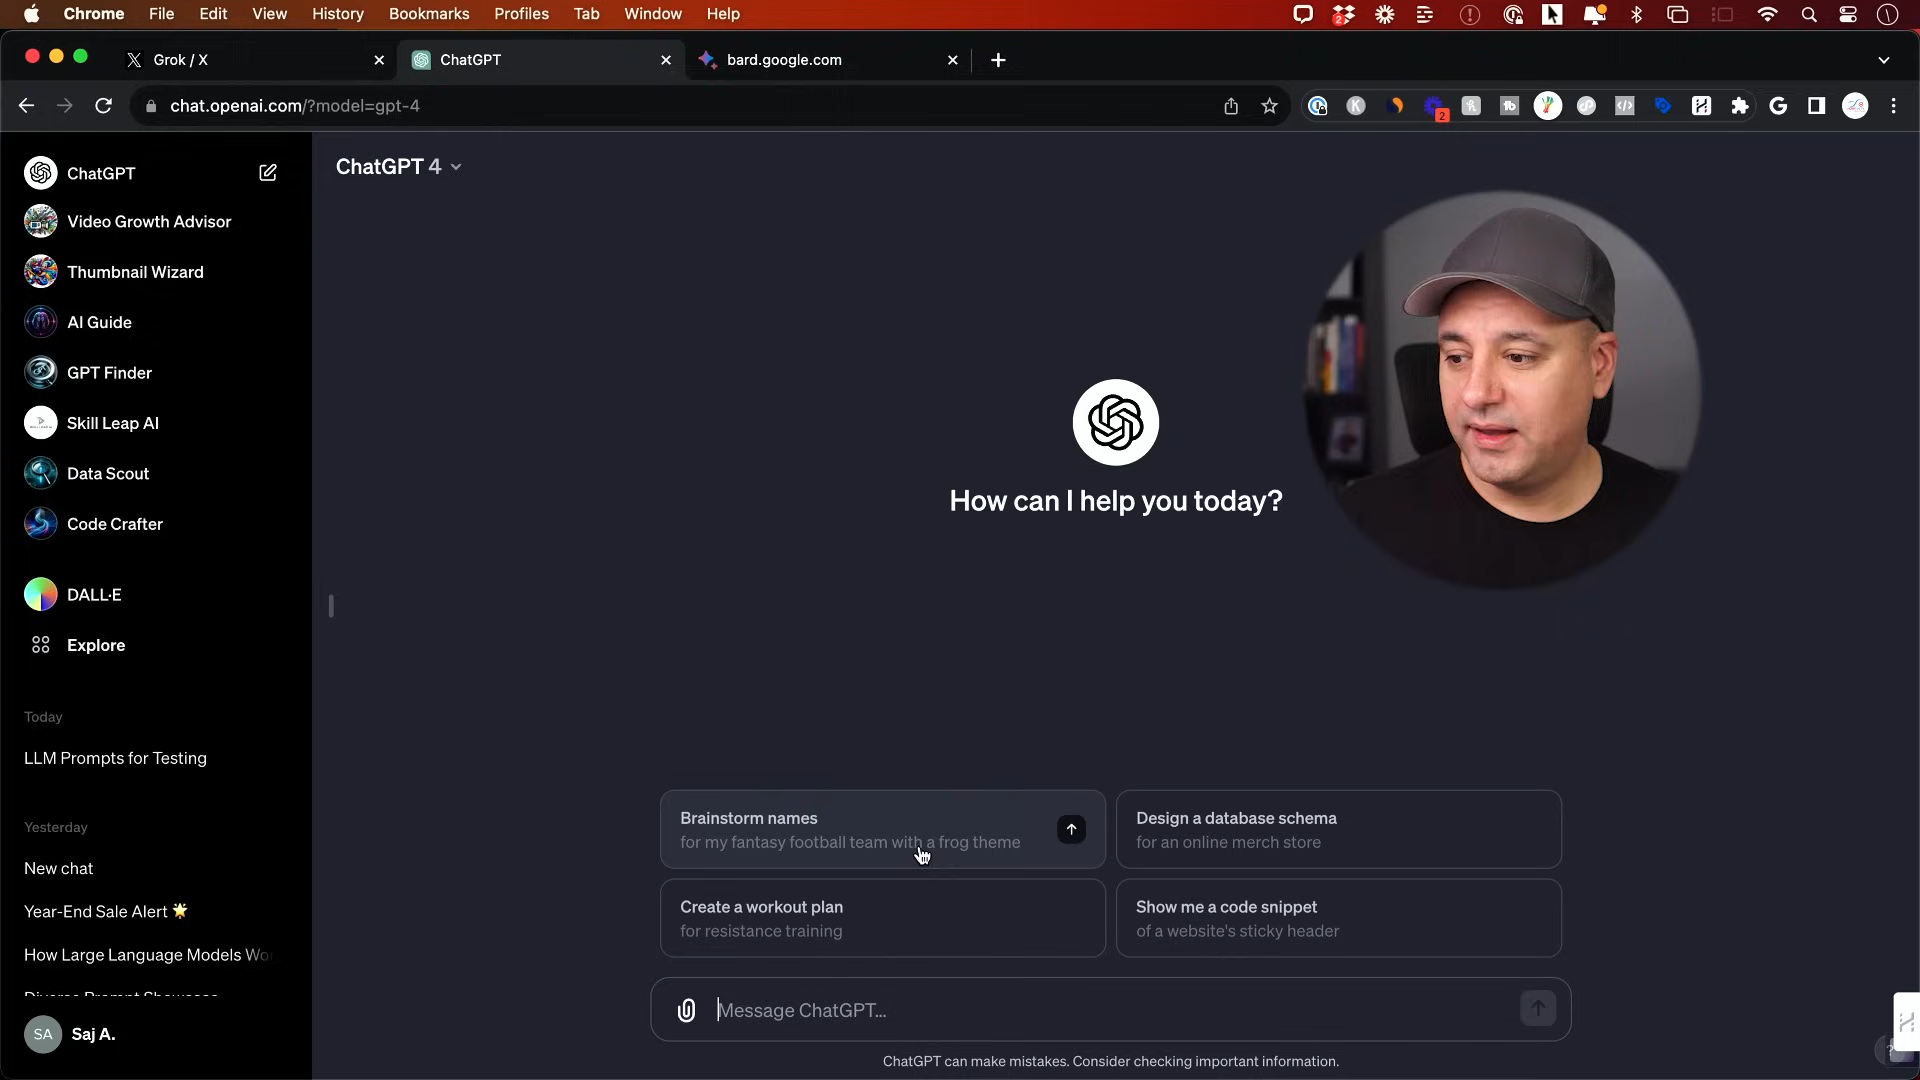 Chrome File Edit View History Bookmarks Profiles Tab Window Help
Grok / X
ChatGPT
bard.google.com
chat.openai.com/?model=gpt-4
ChatGPT
ChatGPT 4
Video Growth Advisor
Thumbnail Wizard
AI Guide
GPT Finder
Skill Leap AI
Data Scout
Code Crafter
DALL·E
Explore
Today
LLM Prompts for Testing
Yesterday
New chat
Year-End Sale Alert 🌟
How Large Language Models Wo
SA
Saj A.
How can I help you today?
Brainstorm names
for my fantasy football team with a frog theme
Design a database schema
for an online merch store
Create a workout plan
for resistance training
Show me a code snippet
of a website's sticky header
Message ChatGPT...
ChatGPT can make mistakes. Consider checking important information.